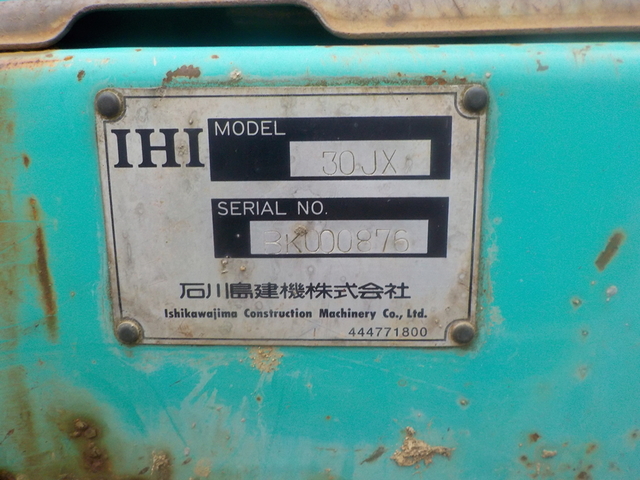 IHI
MODEL
30JX
SERIAL NO.
石川島建機株式会社
Ishikawajima Construction Machinery Co., Ltd.
444771800